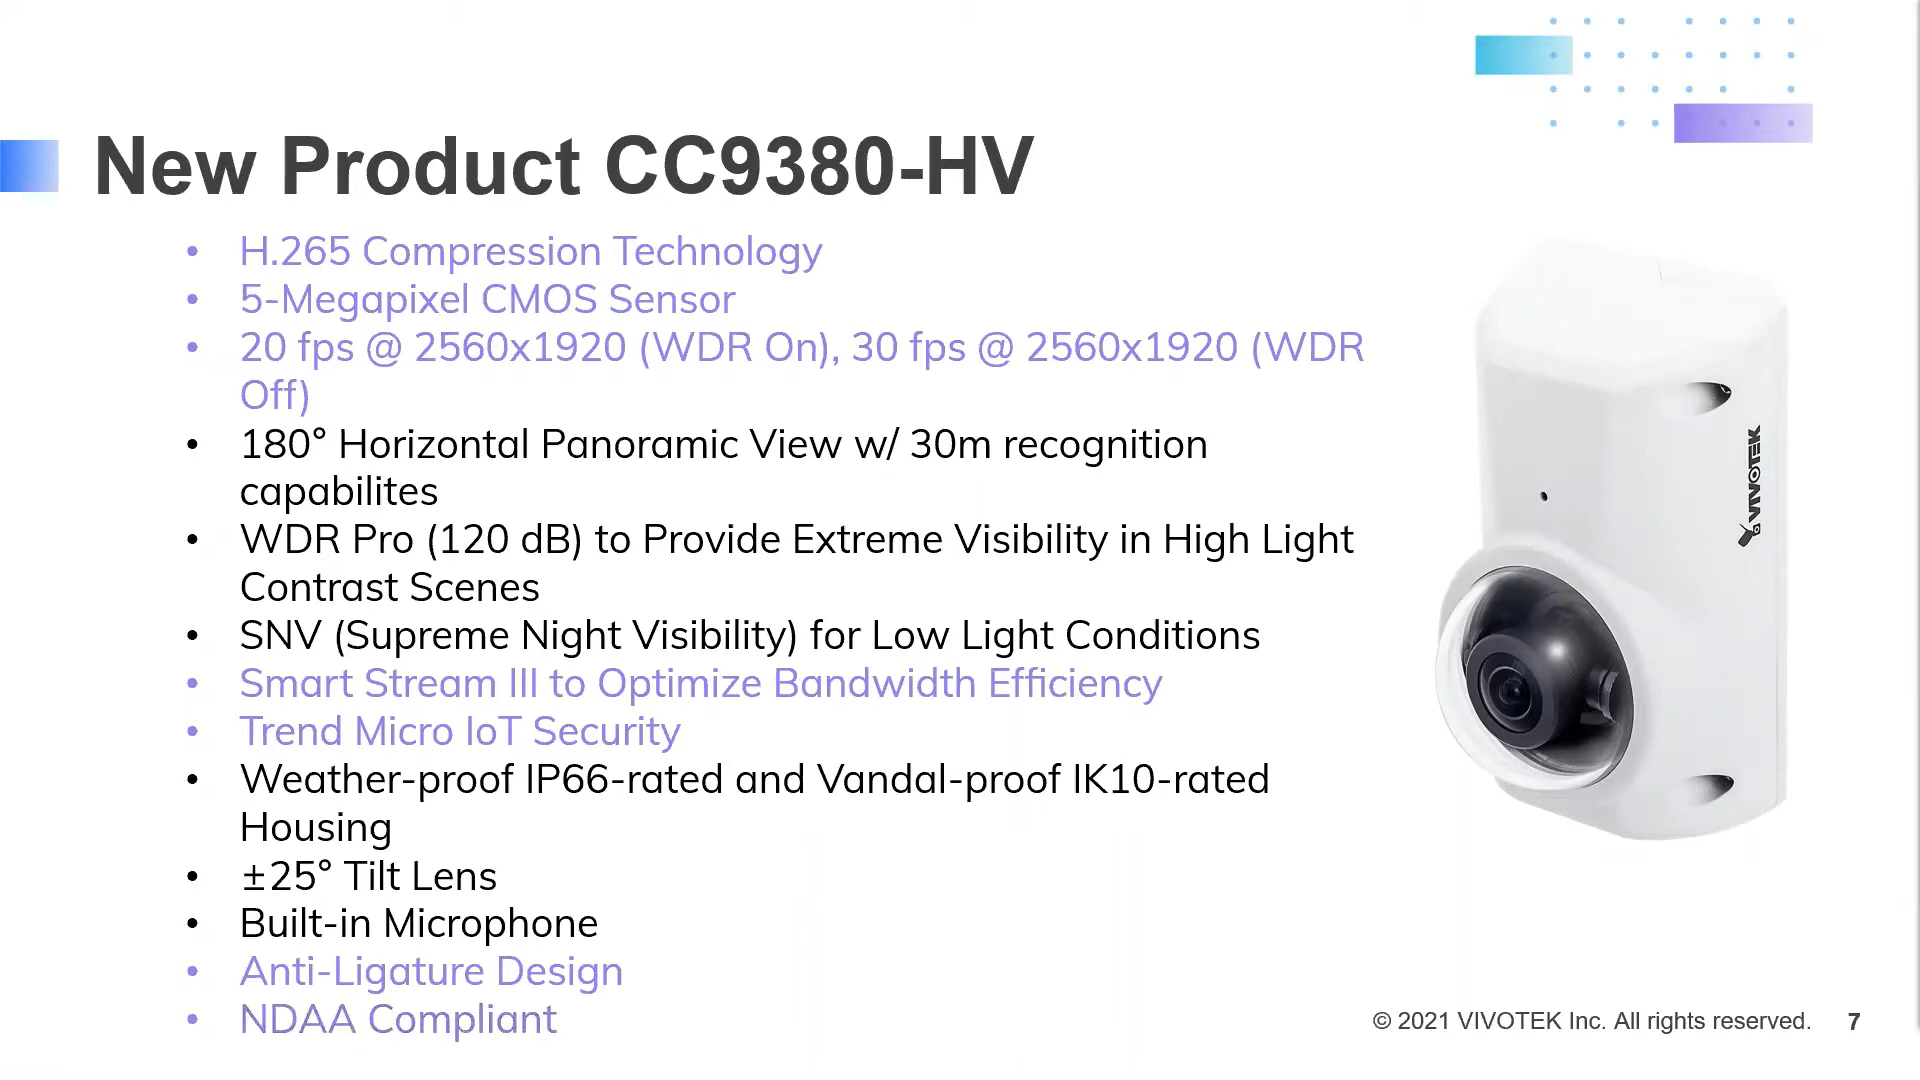 New Product CC9380-HV
• H.265 Compression Technology
• 5-Megapixel CMOS Sensor
• 20 fps @ 2560x1920 (WDR On), 30 fps @ 2560x1920 (WDR
Off)
• 180° Horizontal Panoramic View w/ 30m recognition
capabilites
• WDR Pro (120 dB) to Provide Extreme Visibility in High Light
Contrast Scenes
• SNV (Supreme Night Visibility) for Low Light Conditions
• Smart Stream III to Optimize Bandwidth Efficiency
• Trend Micro IoT Security
• Weather-proof IP66-rated and Vandal-proof IK10-rated
Housing
• ±25° Tilt Lens
• Built-in Microphone
• Anti-Ligature Design
• NDAA Compliant
VIVOTEK
© 2021 VIVOTEK Inc. All rights reserved. 7